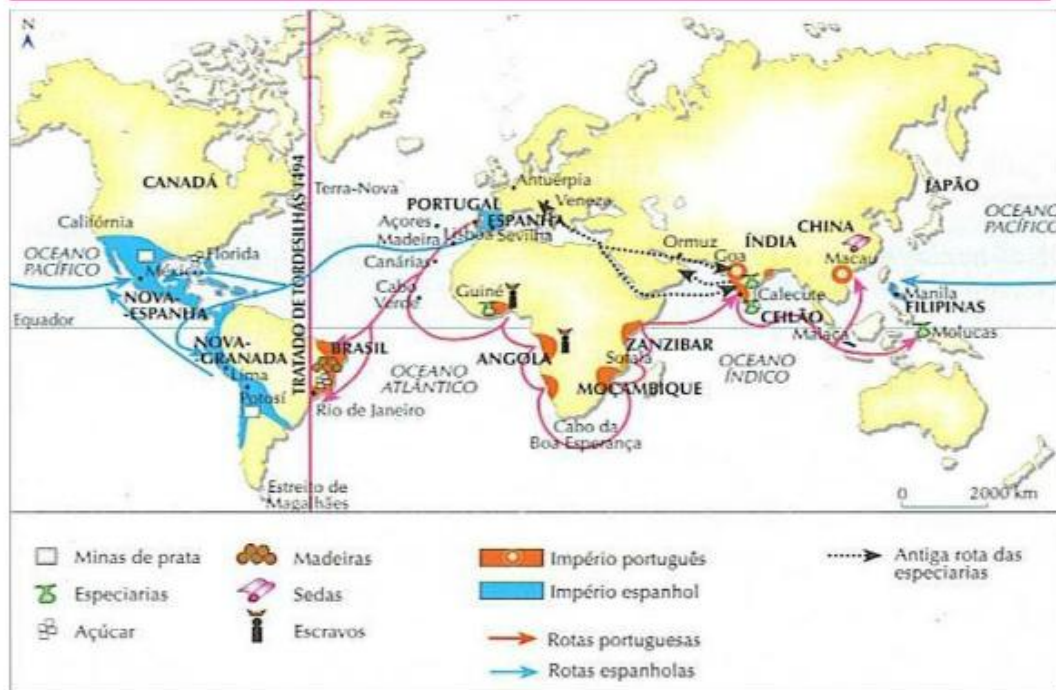 N
CANADÁ
Califórnia
OCEANO
PACÍFICO
México
Florida
NOVA-
-ESPANHA
Equador
NOVA-
GRANADA
Lima
Potosí
Estreito de
Magalhães
TRATADO DE TORDESILHAS 1494
BRASIL
Rio de Janeiro
Terra-Nova
PORTUGAL
Açores
Madeira
Lisboa
Canárias
Cabo
Verde
OCEANO
ATLÂNTICO
Antuérpia
Veneza
ESPANHA
Sevilha
Guiné
ANGOLA
ZANZIBAR
Sofala
MOÇAMBIQUE
Cabo da
Boa Esperança
Ormuz
ÍNDIA
Goa
Calecute
CEILÃO
OCEANO
ÍNDICO
CHINA
Macau
JAPÃO
OCEANO
PACÍFICO
Manila
FILIPINAS
Malaca
Molucas
0 2000 km
Minas de prata
Especiarias
Açúcar
Madeiras
Sedas
Escravos
Império português
Império espanhol
Rotas portuguesas
Rotas espanholas
Antiga rota das
especiarias